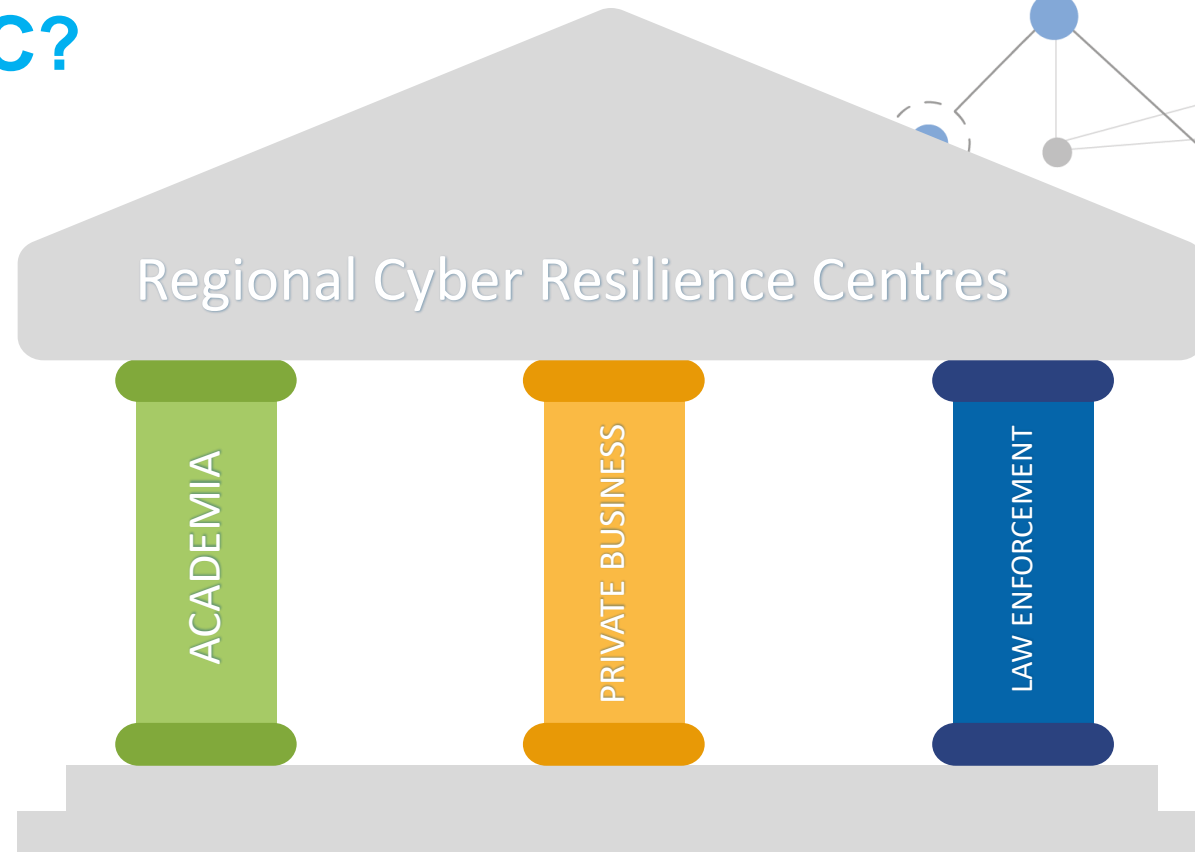 C?
Regional Cyber Resilience Centres
ACADEMIA
PRIVATE BUSINESS
LAW ENFORCEMENT